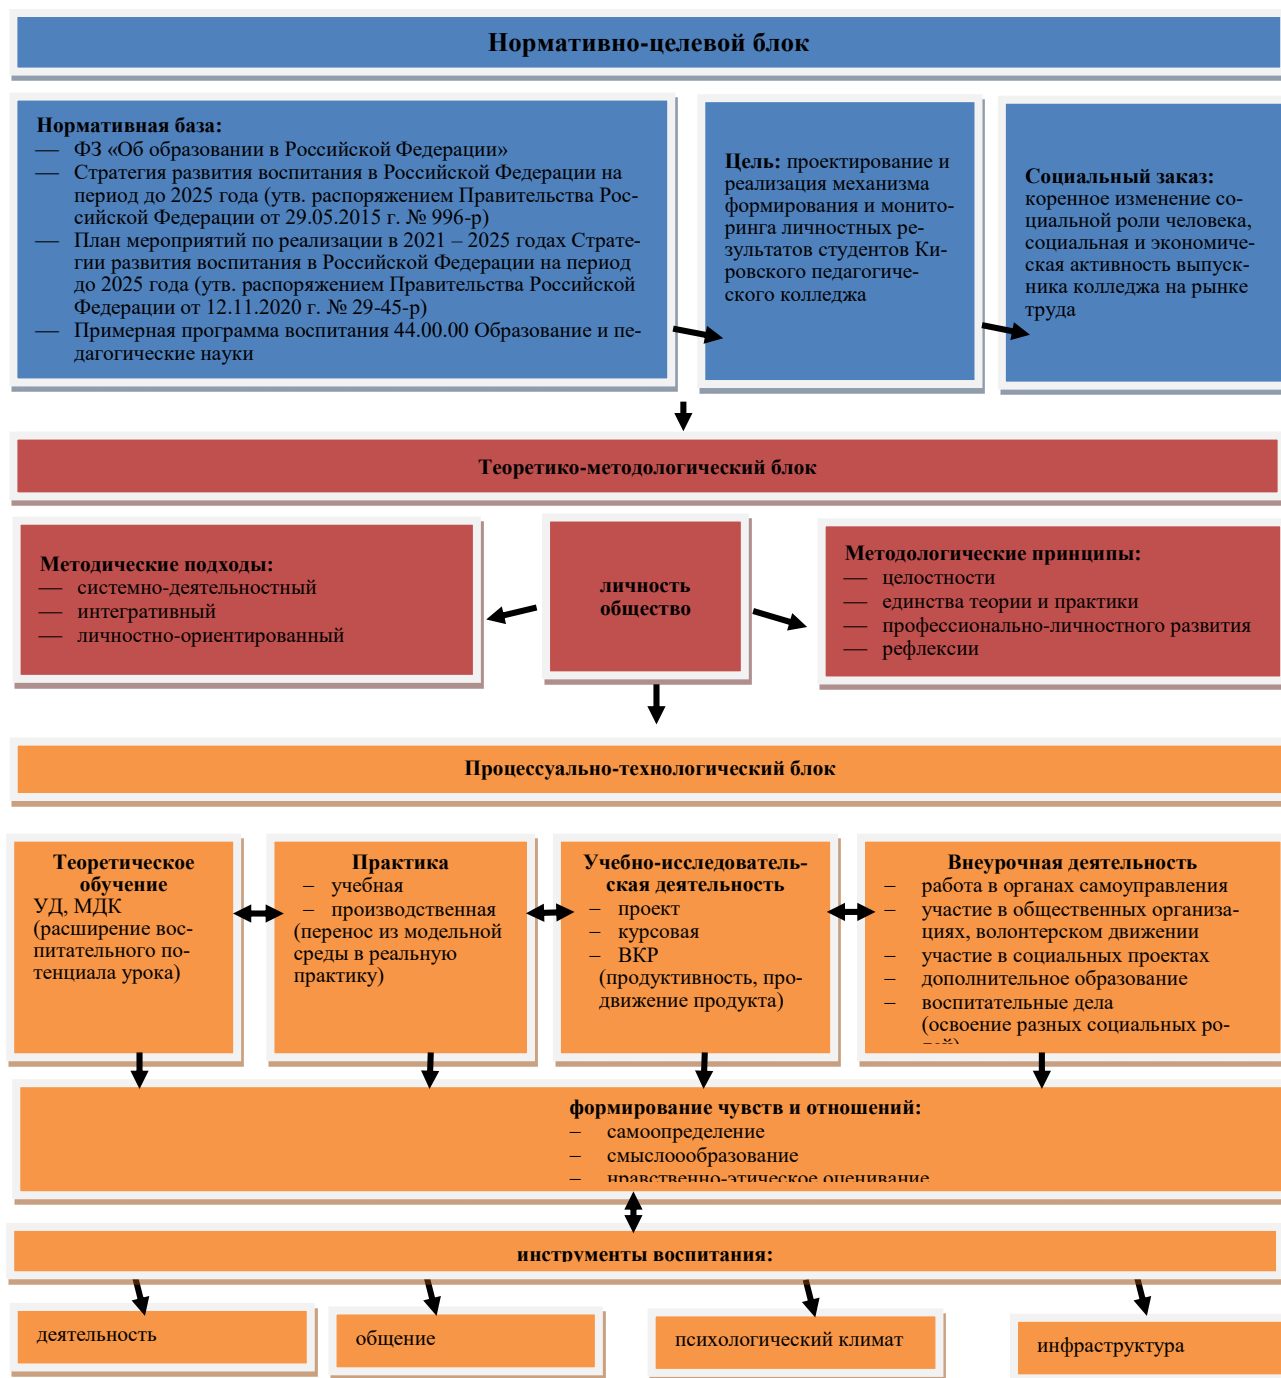 Нормативно-целевой блок
Нормативная база:
— ФЗ «Об образовании в Российской Федерации»
— Стратегия развития воспитания в Российской Федерации на
период до 2025 года (утв. распоряжением Правительства Рос-
сийской Федерации от 29.05.2015 г. № 996-р)
— План мероприятий по реализации в 2021 – 2025 годах Страте-
гии развития воспитания в Российской Федерации на период
до 2025 года (утв. распоряжением Правительства Российской
Федерации от 12.11.2020 г. № 29-45-р)
— Примерная программа воспитания 44.00.00 Образование и пе-
дагогические науки
Цель: проектирование и
реализация механизма
формирования и монито-
ринга личностных ре-
зультатов студентов Ки-
ровского педагогиче-
ского колледжа
Социальный заказ:
коренное изменение со-
циальной роли человека,
социальная и экономиче-
ская активность выпуск-
ника колледжа на рынке
труда
Теоретико-методологический блок
Методические подходы:
— системно-деятельностный
— интегративный
— личностно-ориентированный
личность
общество
Методологические принципы:
— целостности
— единства теории и практики
— профессионально-личностного развития
— рефлексии
Процессуально-технологический блок
Теоретическое
обучение
УД, МДК
(расширение вос-
питательного по-
тенциала урока)
Практика
– учебная
– производственная
(перенос из модельной
среды в реальную
практику)
Учебно-исследователь-
ская деятельность
– проект
– курсовая
– ВКР
(продуктивность, про-
движение продукта)
Внеурочная деятельность
– работа в органах самоуправления
– участие в общественных организа-
циях, волонтерском движении
– участие в социальных проектах
– дополнительное образование
– воспитательные дела
(освоение разных социальных ро-
формирование чувств и отношений:
– самоопределение
– смыслоообразование
– нравственно-этическое оценивание
инструменты воспитания:
деятельность
общение
психологический климат
инфраструктура